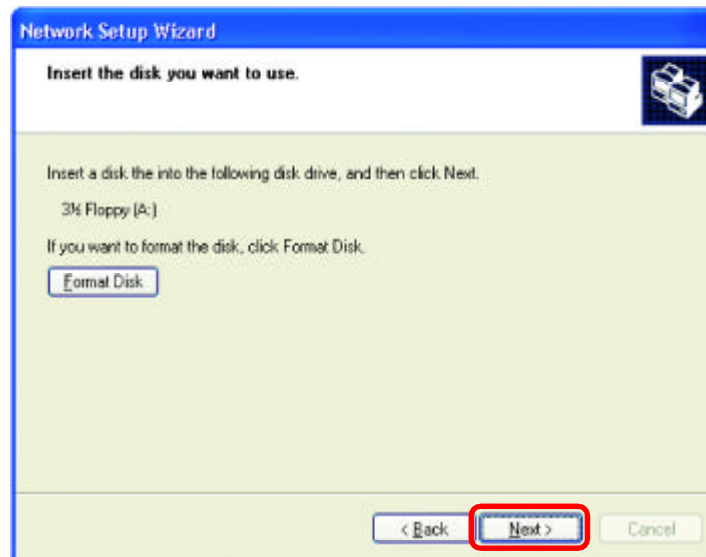 Network Setup Wizard
Insert the disk you want to use.
Insert a disk the into the following disk drive, and then click Next.
3½ Floppy (A:)
If you want to format the disk, click Format Disk.
Format Disk
< Back Next > Cancel